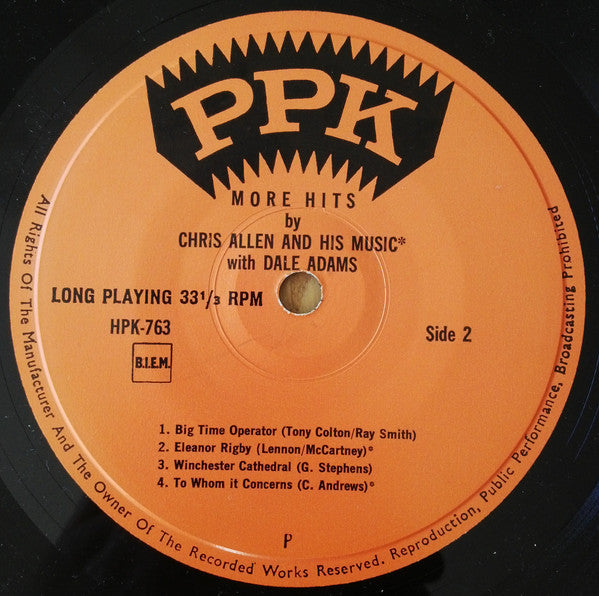 PPK
MORE HITS
by
CHRIS ALLEN AND HIS MUSIC*
with DALE ADAMS
LONG PLAYING 33⅓ RPM
HPK-763
Side 2
B.I.E.M.
1. Big Time Operator (Tony Colton/Ray Smith)
2. Eleanor Rigby (Lennon/McCartney)*
3. Winchester Cathedral (G. Stephens)
4. To Whom it Concerns (C. Andrews)*
P
All Rights Of The Manufacturer And The Owner Of The Recorded Works Reserved. Reproduction, Public Performance, Broadcasting Prohibited